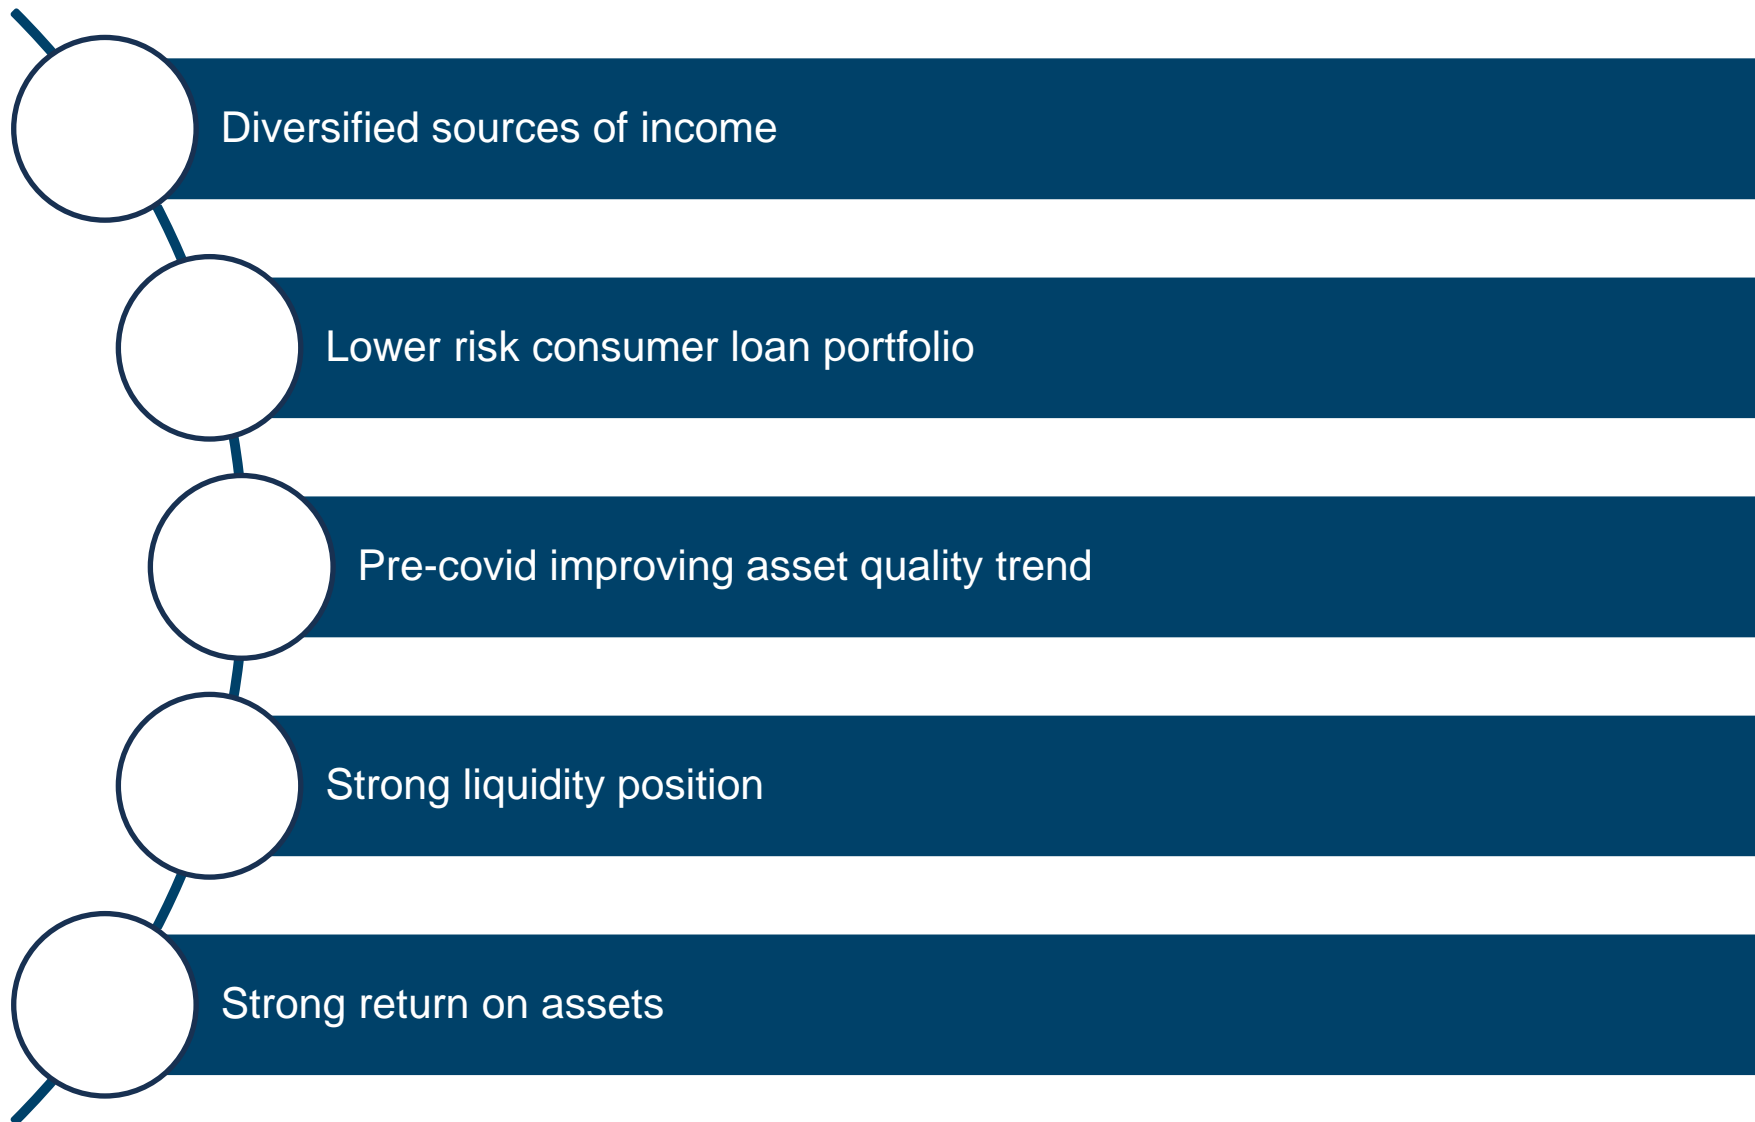 Diversified sources of income
Lower risk consumer loan portfolio
Pre-covid improving asset quality trend
Strong liquidity position
Strong return on assets